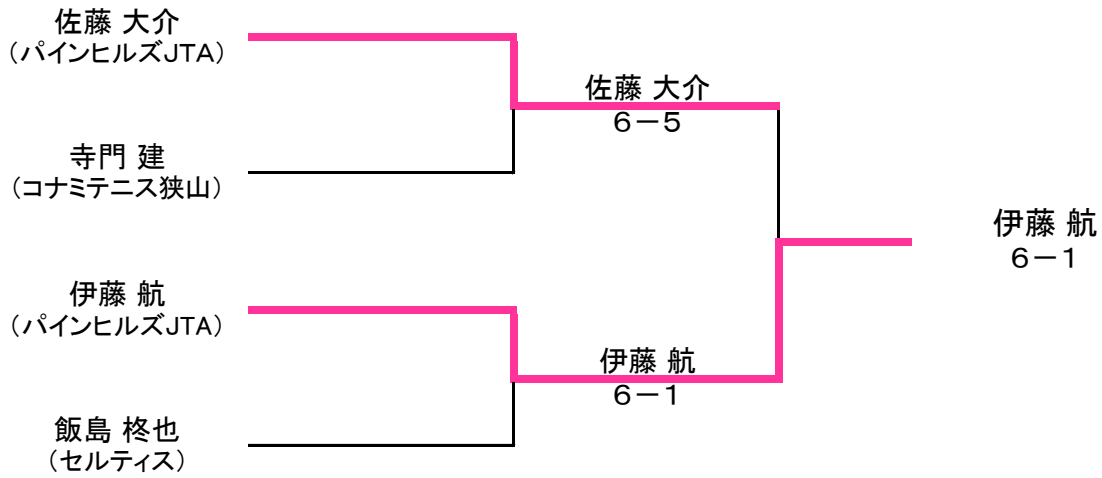 佐藤 大介
（パインヒルズJTA）
佐藤 大介
６－５
寺門 建
（コナミテニス狭山）
伊藤 航
６－１
伊藤 航
（パインヒルズJTA）
伊藤 航
６－１
飯島 柊也
（セルティス）